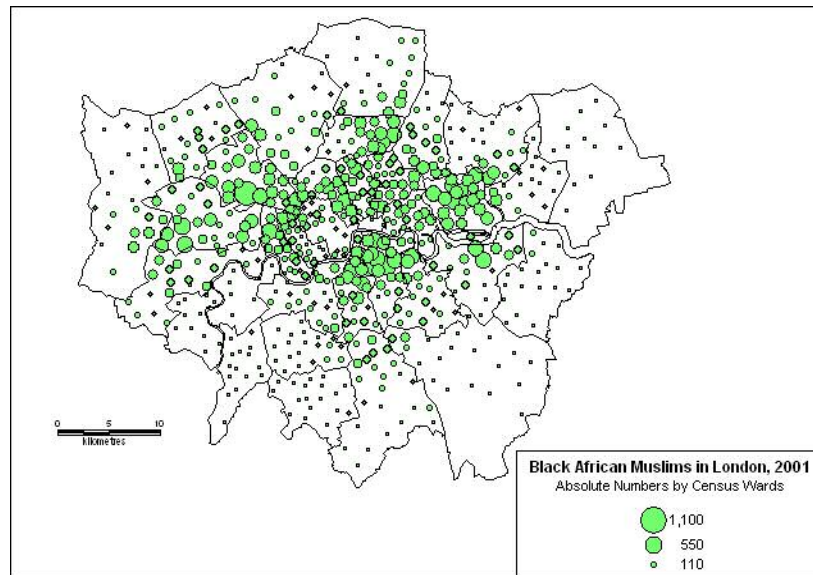 0 5 10
kilometres
Black African Muslims in London, 2001
Absolute Numbers by Census Wards
1,100
550
110